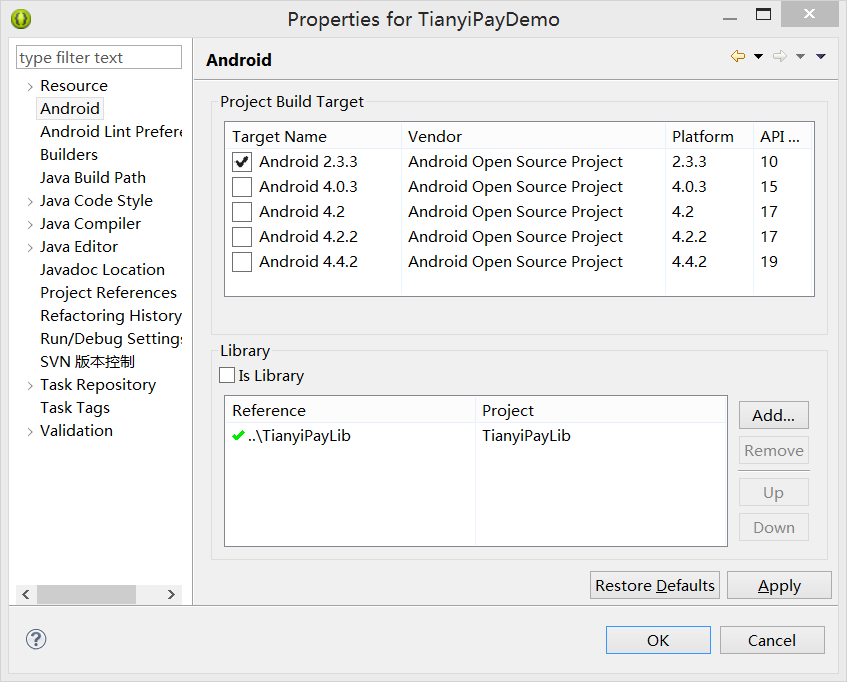 Properties for TianyiPayDemo
type filter text
Resource
Android
Android Lint Prefere
Builders
Java Build Path
Java Code Style
Java Compiler
Java Editor
Javadoc Location
Project References
Refactoring History
Run/Debug Settings
SVN 版本控制
Task Repository
Task Tags
Validation
Android
Project Build Target
Target Name Vendor Platform API ...
Android 2.3.3 Android Open Source Project 2.3.3 10
Android 4.0.3 Android Open Source Project 4.0.3 15
Android 4.2 Android Open Source Project 4.2 17
Android 4.2.2 Android Open Source Project 4.2.2 17
Android 4.4.2 Android Open Source Project 4.4.2 19
Library
Is Library
Reference Project
..\TianyiPayLib TianyiPayLib
Add...
Remove
Up
Down
Restore Defaults Apply
OK Cancel